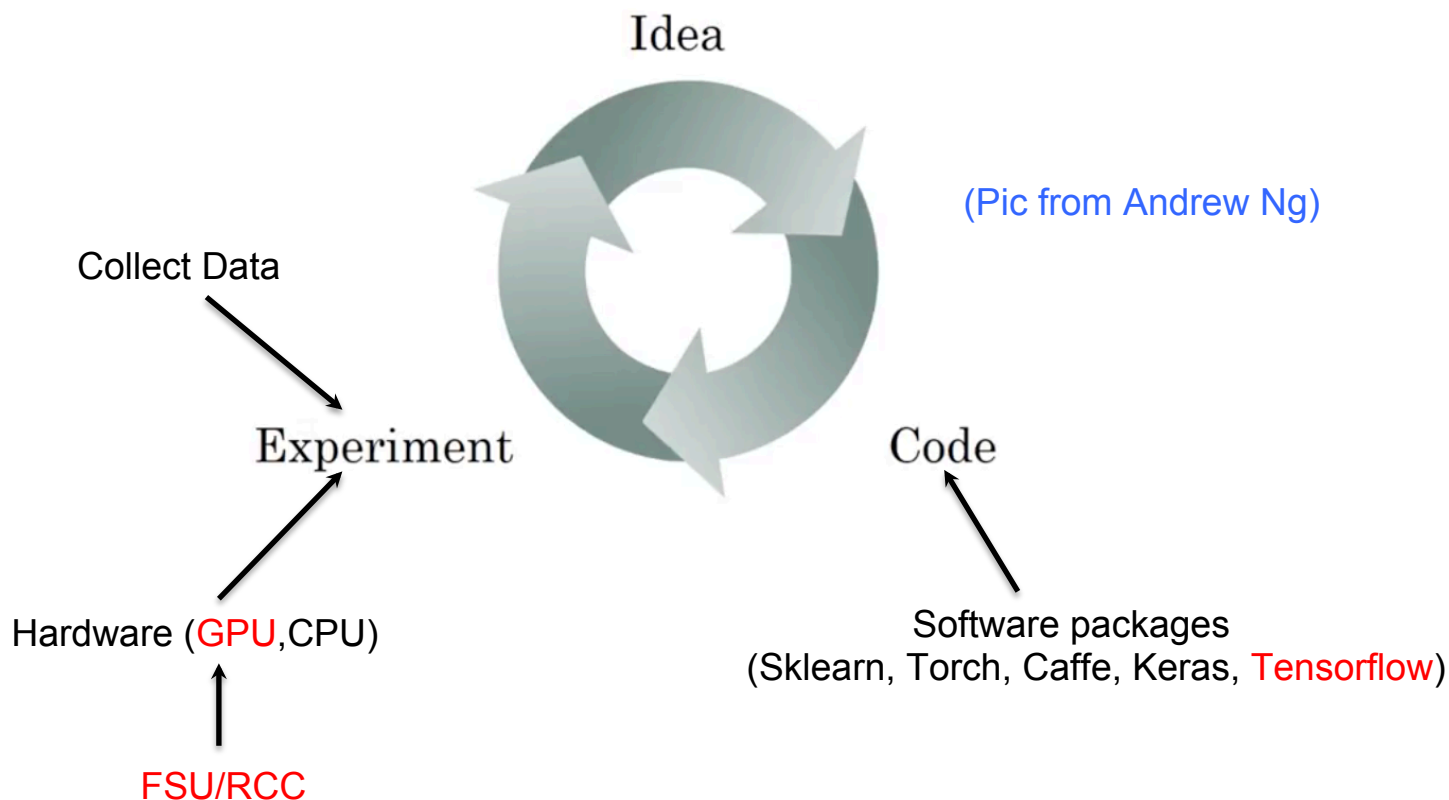 Idea
(Pic from Andrew Ng)
Collect Data
Experiment
Code
Hardware (GPU,CPU)
Software packages
(Sklearn, Torch, Caffe, Keras, Tensorflow)
FSU/RCC